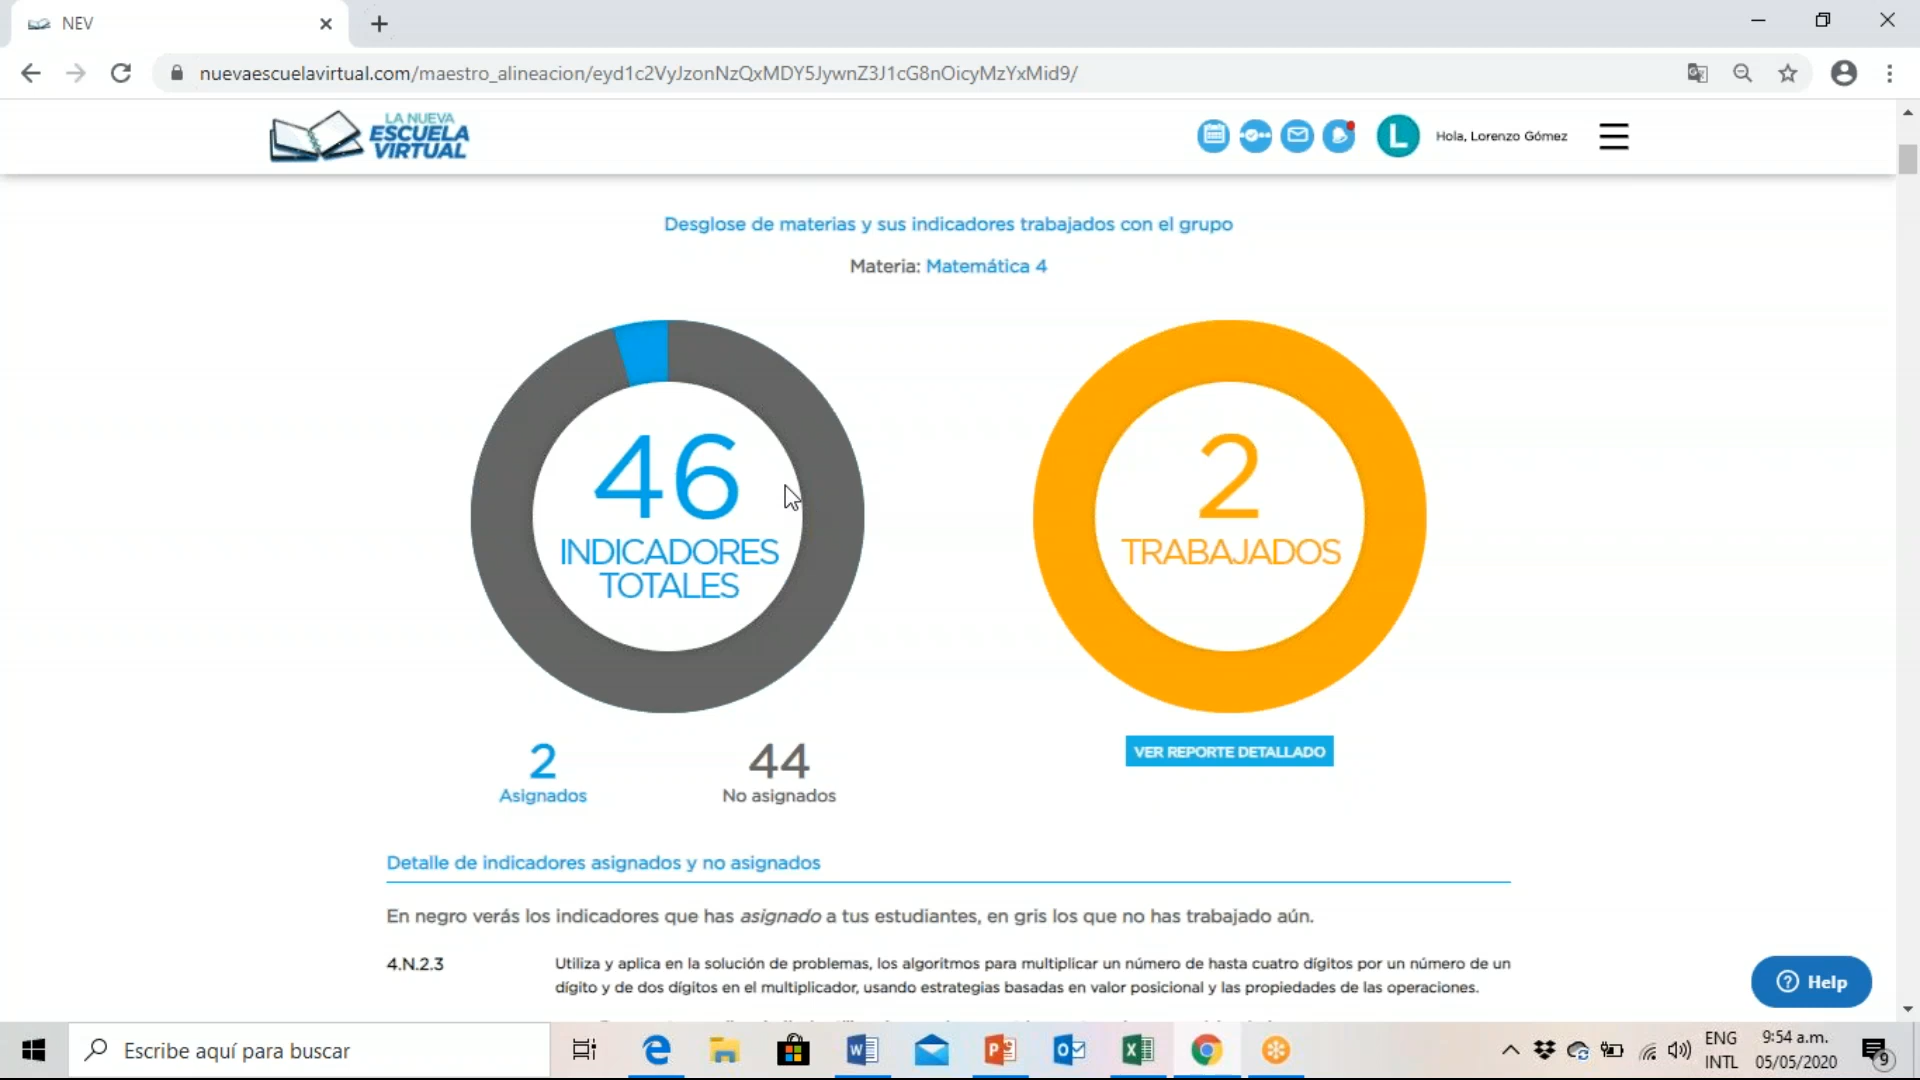 NEV
nuevaescuelavirtual.com/maestro_alineacion/eyd1c2VyJzonNzQxMDY5JywnZ3J1cG8nOicyMzYxMid9/
LA NUEVA
ESCUELA
VIRTUAL
L
Hola, Lorenzo Gómez
Desglose de materias y sus indicadores trabajados con el grupo
Materia: Matemática 4
46
INDICADORES
TOTALES
2
TRABAJADOS
2
Asignados
44
No asignados
VER REPORTE DETALLADO
Detalle de indicadores asignados y no asignados
En negro verás los indicadores que has asignado a tus estudiantes, en gris los que no has trabajado aún.
4.N.2.3
Utiliza y aplica en la solución de problemas, los algoritmos para multiplicar un número de hasta cuatro dígitos por un número de un
dígito y de dos dígitos en el multiplicador, usando estrategias basadas en valor posicional y las propiedades de las operaciones.
Help
Escribe aquí para buscar
ENG
INTL
9:54 a.m.
05/05/2020
9